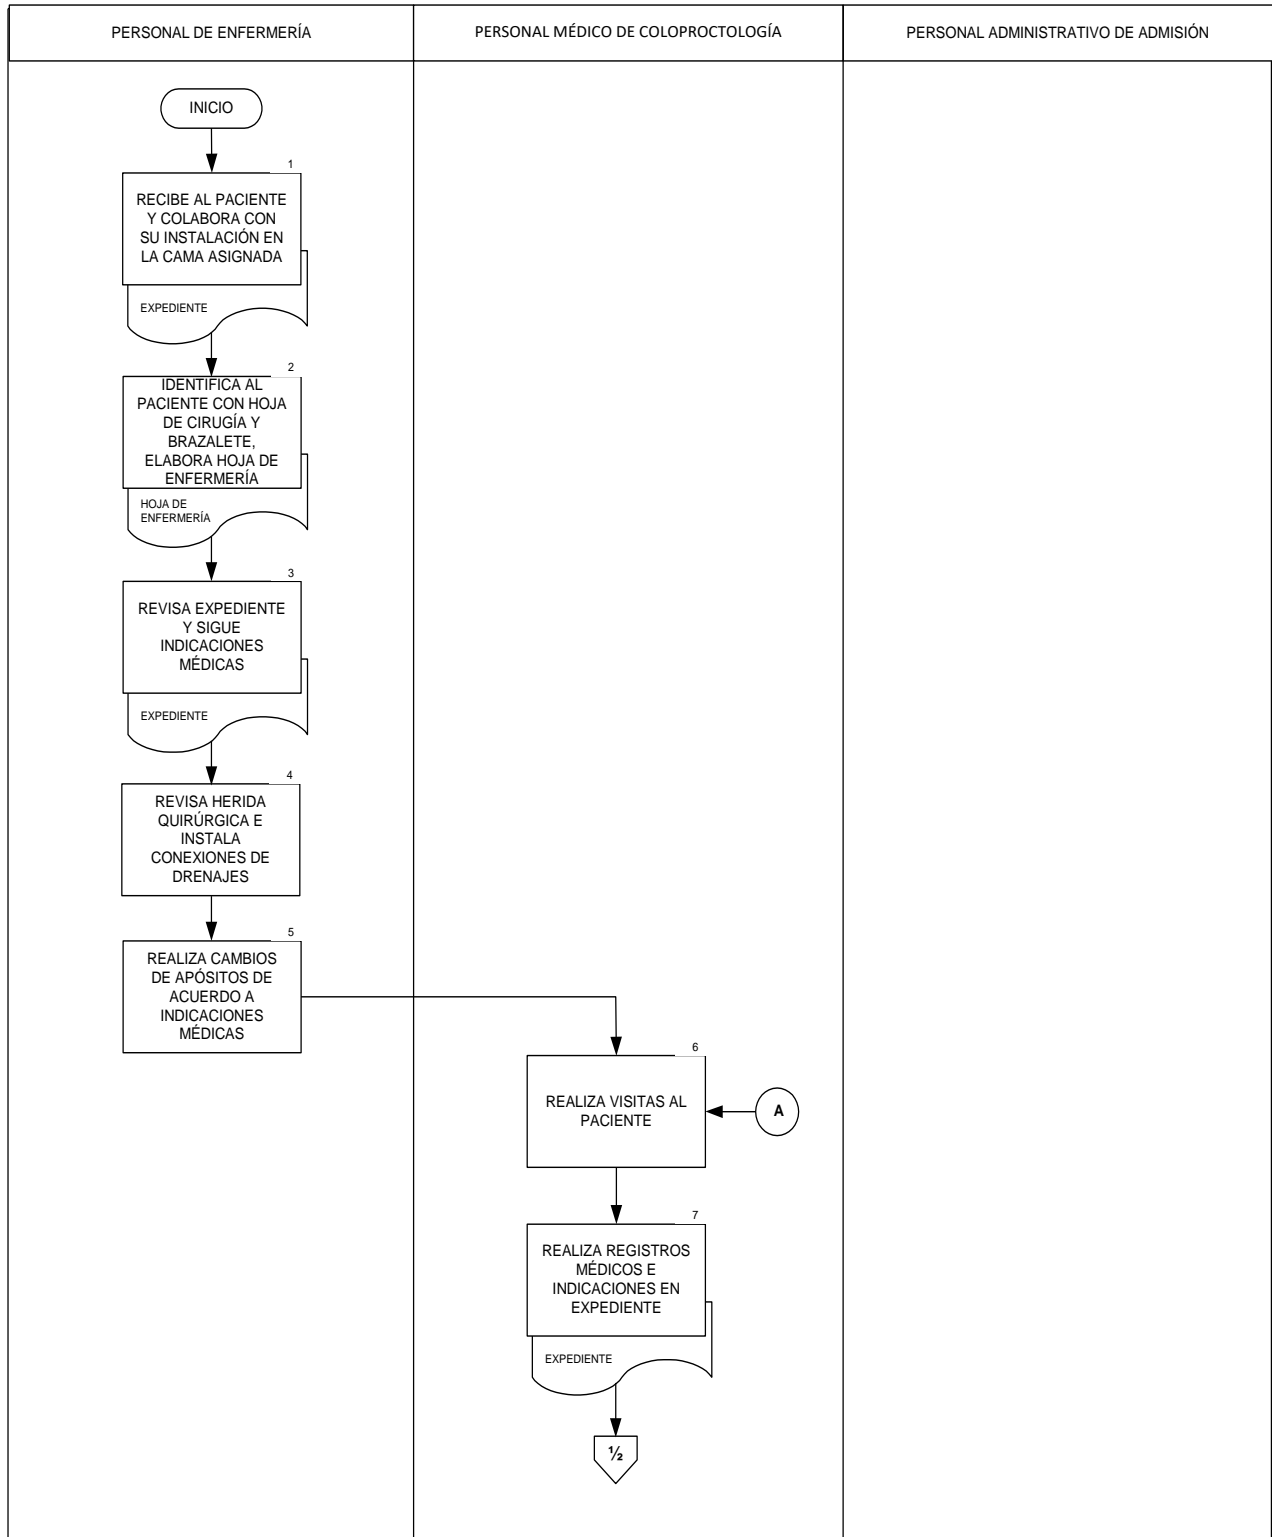 PERSONAL DE ENFERMERÍA
PERSONAL MÉDICO DE COLOPROCTOLOGÍA
PERSONAL ADMINISTRATIVO DE ADMISIÓN
INICIO
1
RECIBE AL PACIENTE
Y COLABORA CON
SU INSTALACIÓN EN
LA CAMA ASIGNADA
EXPEDIENTE
2
IDENTIFICA AL
PACIENTE CON HOJA
DE CIRUGÍA Y
BRAZALETE,
ELABORA HOJA DE
ENFERMERÍA
HOJA DE
ENFERMERÍA
3
REVISA EXPEDIENTE
Y SIGUE
INDICACIONES
MÉDICAS
EXPEDIENTE
4
REVISA HERIDA
QUIRÚRGICA E
INSTALA
CONEXIONES DE
DRENAJES
5
REALIZA CAMBIOS
DE APÓSITOS DE
ACUERDO A
INDICACIONES
MÉDICAS
6
REALIZA VISITAS AL
PACIENTE
A
7
REALIZA REGISTROS
MÉDICOS E
INDICACIONES EN
EXPEDIENTE
EXPEDIENTE
½